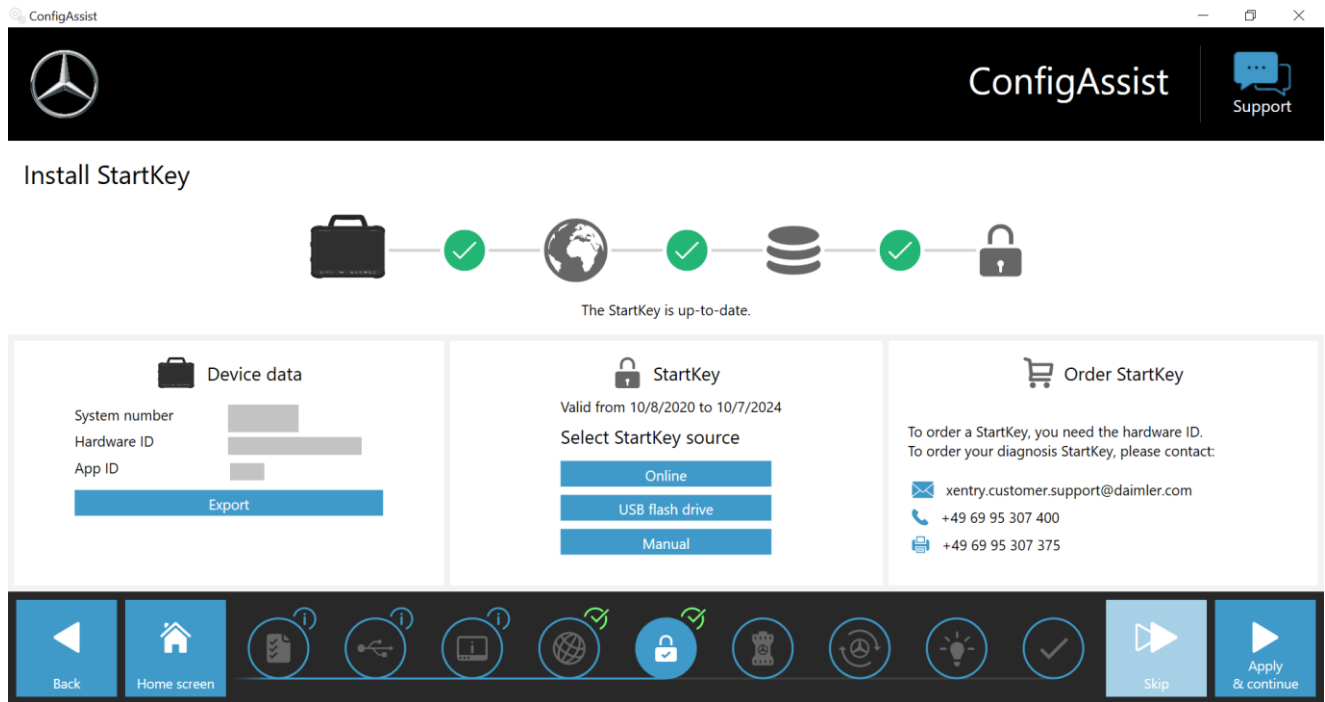 ConfigAssist
ConfigAssist
Support
Install StartKey
The StartKey is up-to-date.
Device data
System number
Hardware ID
App ID
Export
StartKey
Valid from 10/8/2020 to 10/7/2024
Select StartKey source
Online
USB flash drive
Manual
Order StartKey
To order a StartKey, you need the hardware ID.
To order your diagnosis StartKey, please contact:
xentry.customer.support@daimler.com
+49 69 95 307 400
+49 69 95 307 375
Back
Home screen
Skip
Apply
& continue